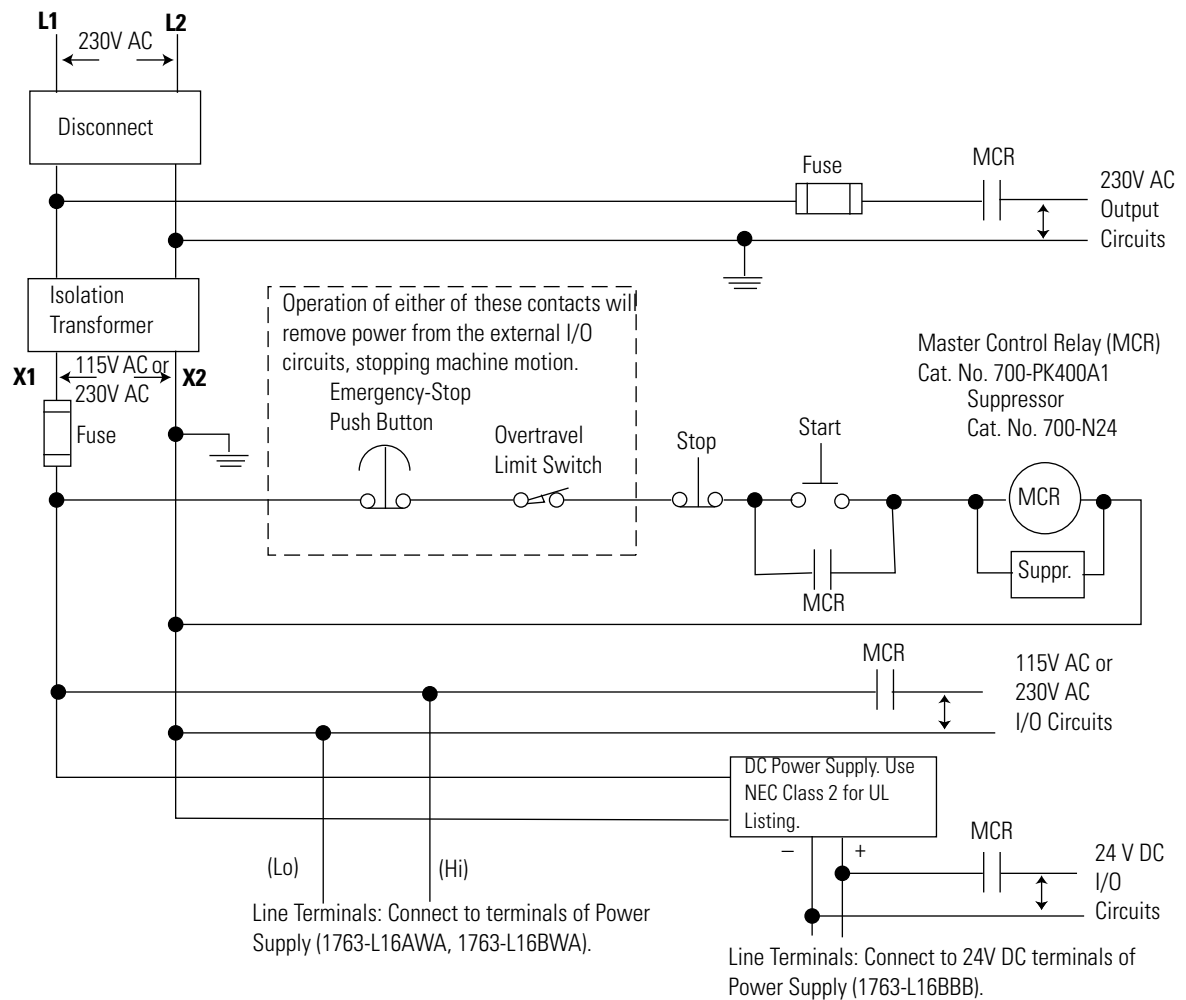 L1
L2
230V AC
Disconnect
Fuse
MCR
230V AC
Output
Circuits
Isolation
Transformer
Operation of either of these contacts will
remove power from the external I/O
circuits, stopping machine motion.
Emergency-Stop
Push Button
Overtravel
Limit Switch
X1
115V AC or
230V AC
X2
Fuse
Stop
Start
Master Control Relay (MCR)
Cat. No. 700-PK400A1
Suppressor
Cat. No. 700-N24
MCR
Suppr.
MCR
MCR
115V AC or
230V AC
I/O Circuits
DC Power Supply. Use
NEC Class 2 for UL
Listing.
– +
MCR
24 V DC
I/O
Circuits
(Lo)
(Hi)
Line Terminals: Connect to terminals of Power
Supply (1763-L16AWA, 1763-L16BWA).
Line Terminals: Connect to 24V DC terminals of
Power Supply (1763-L16BBB).